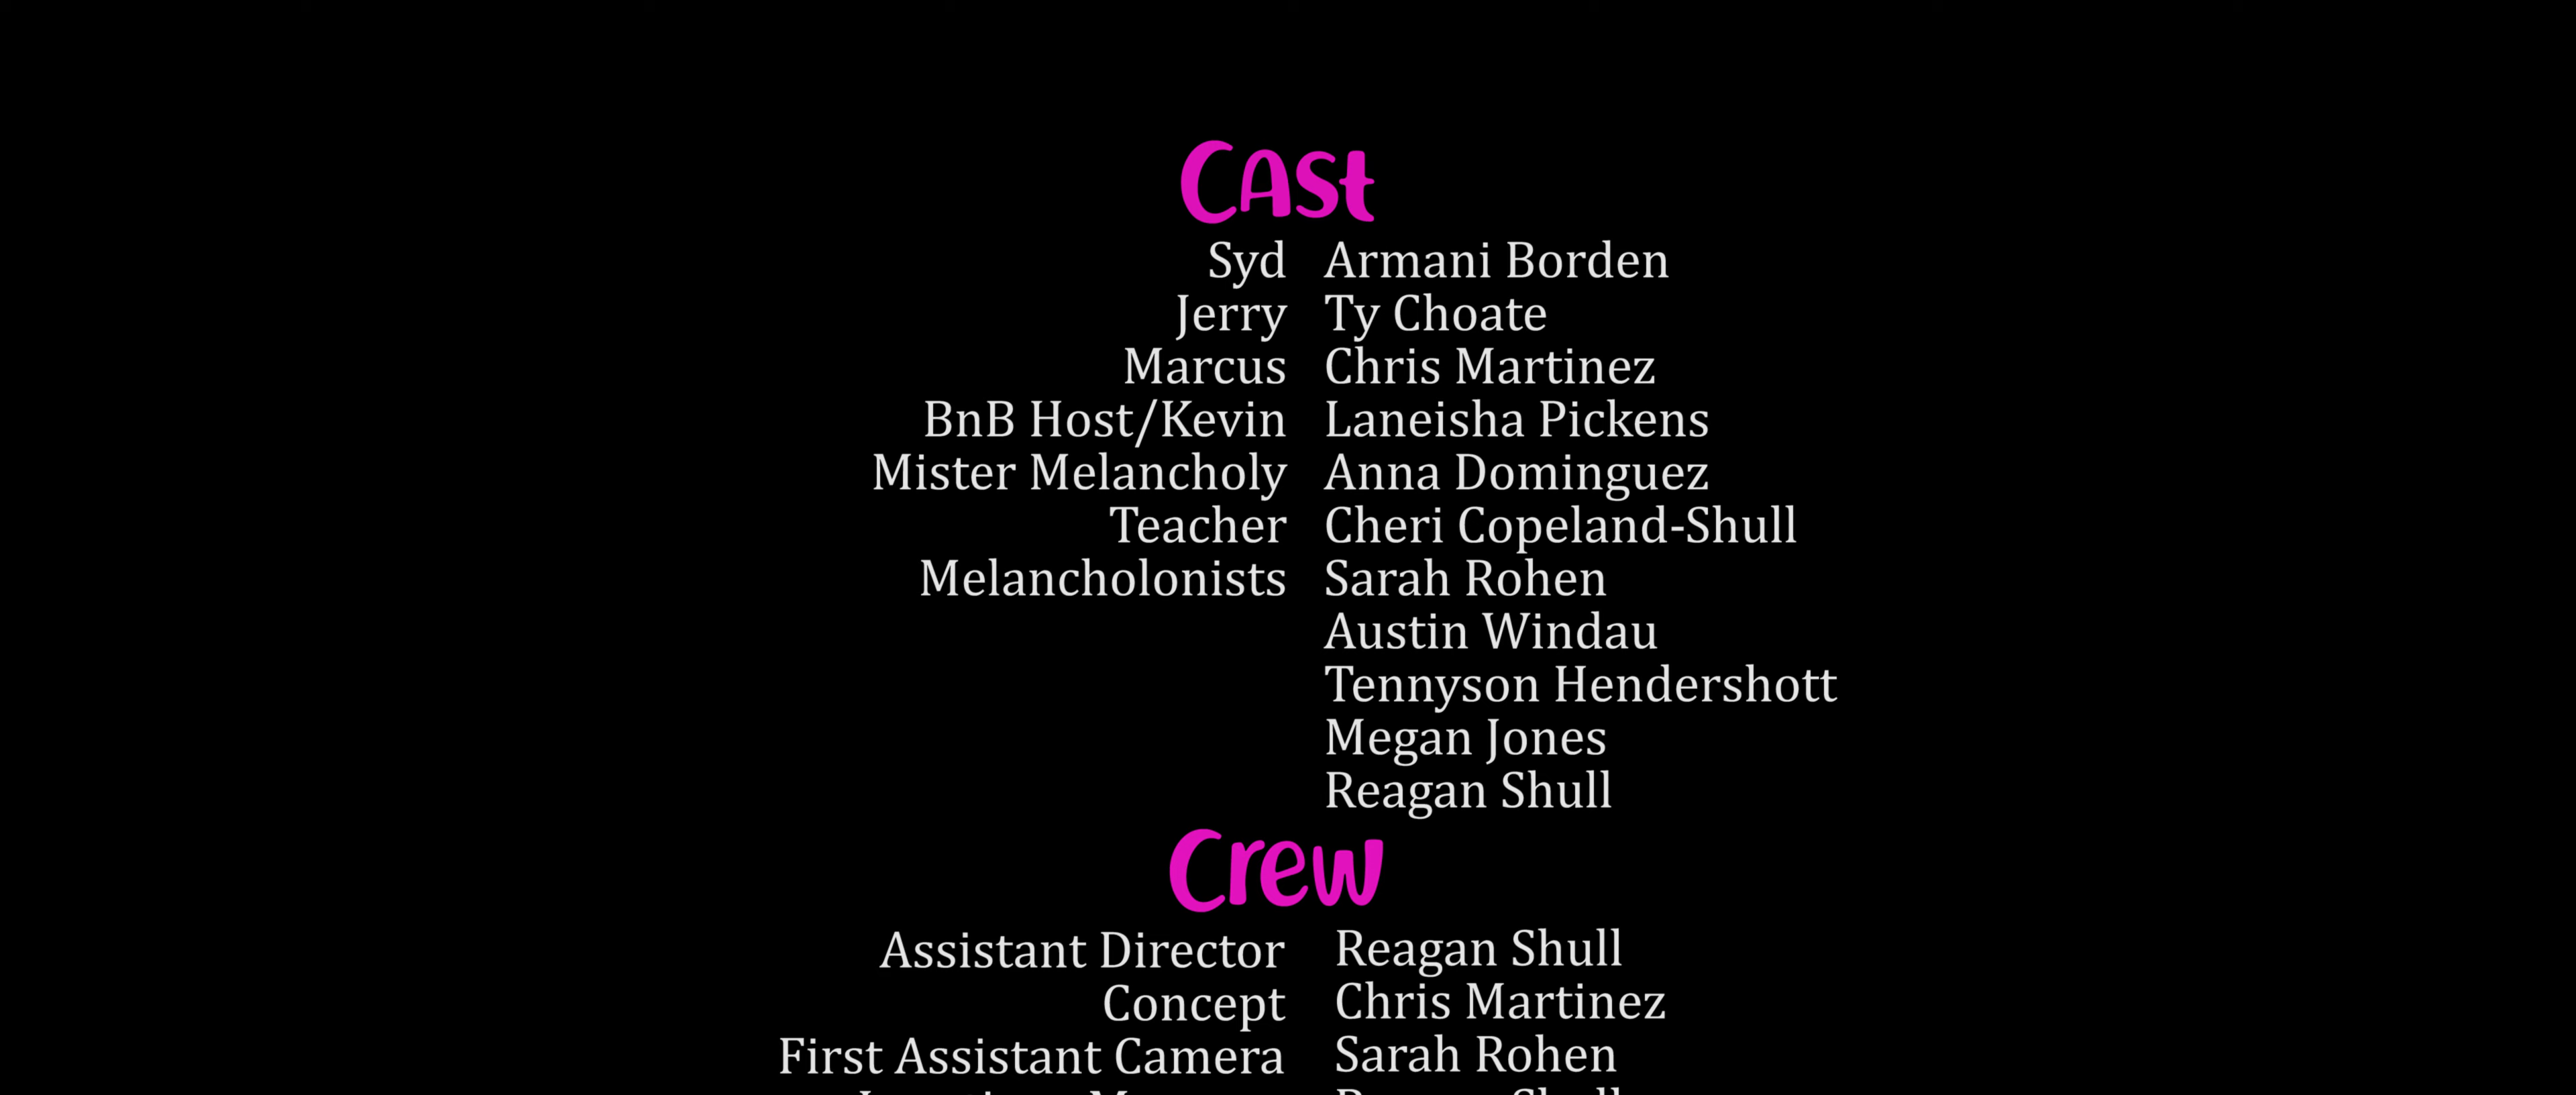 Cast
Syd Armani Borden
Jerry Ty Choate
Marcus Chris Martinez
BnB Host/Kevin Laneisha Pickens
Mister Melancholy Anna Dominguez
Teacher Cheri Copeland-Shull
Melancholonists Sarah Rohen
Austin Windau
Tennyson Hendershott
Megan Jones
Reagan Shull
Crew
Assistant Director Reagan Shull
Concept Chris Martinez
First Assistant Camera Sarah Rohen